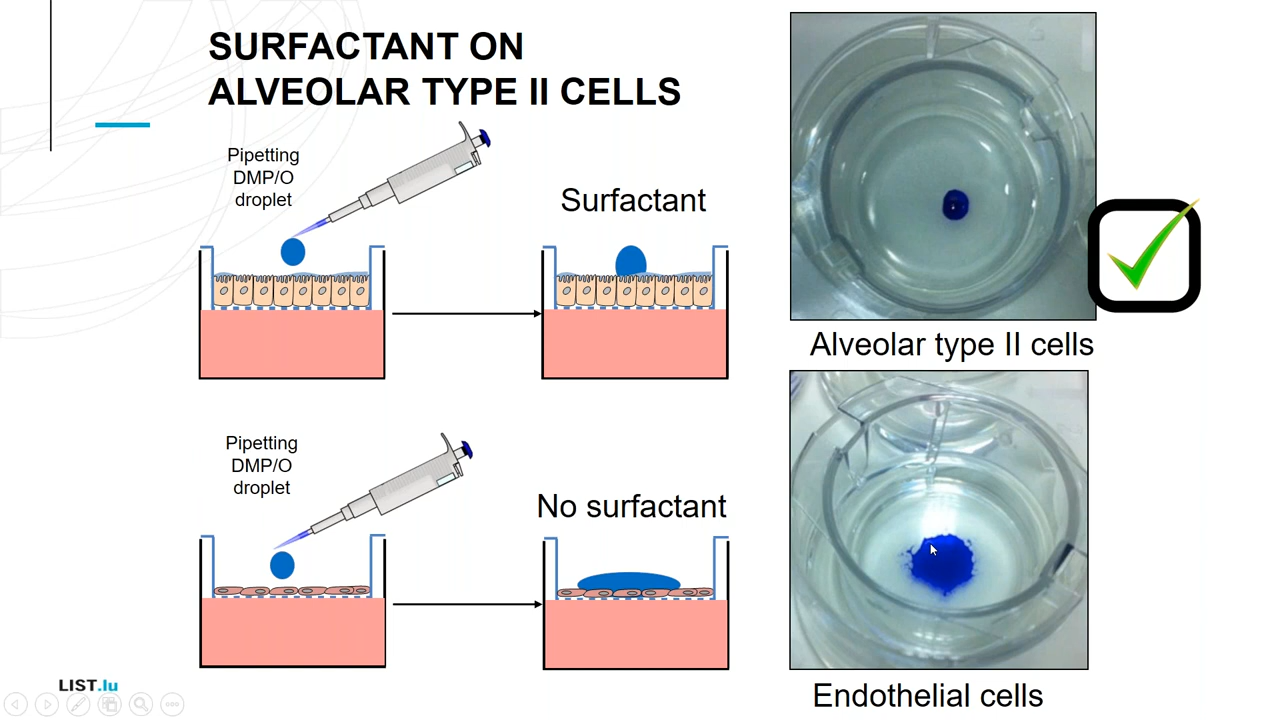 SURFACTANT ON
ALVEOLAR TYPE II CELLS
Pipetting
DMP/O
droplet
Surfactant
Alveolar type II cells
Pipetting
DMP/O
droplet
No surfactant
Endothelial cells
LIST.lu